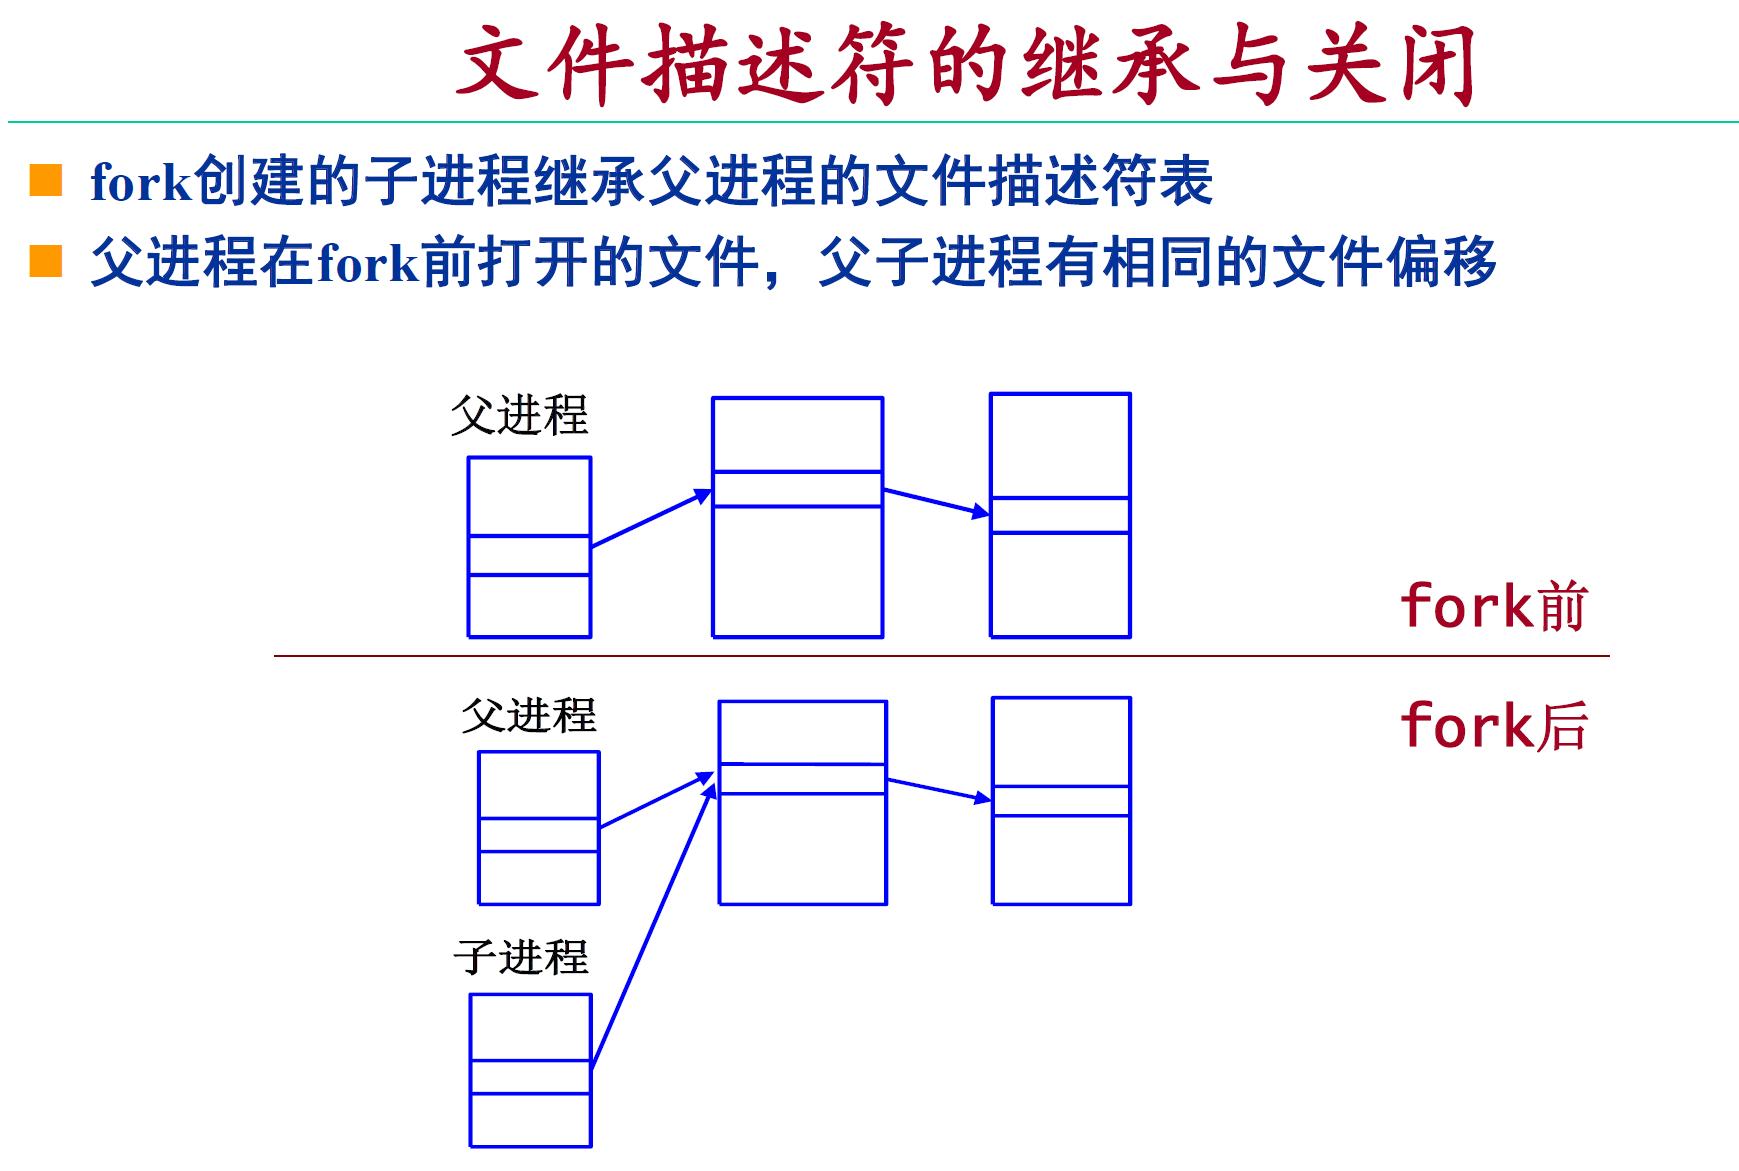 文件描述符的继承与关闭
fork创建的子进程继承父进程的文件描述符表
父进程在fork前打开的文件，父子进程有相同的文件偏移
父进程
fork前
父进程
fork后
子进程